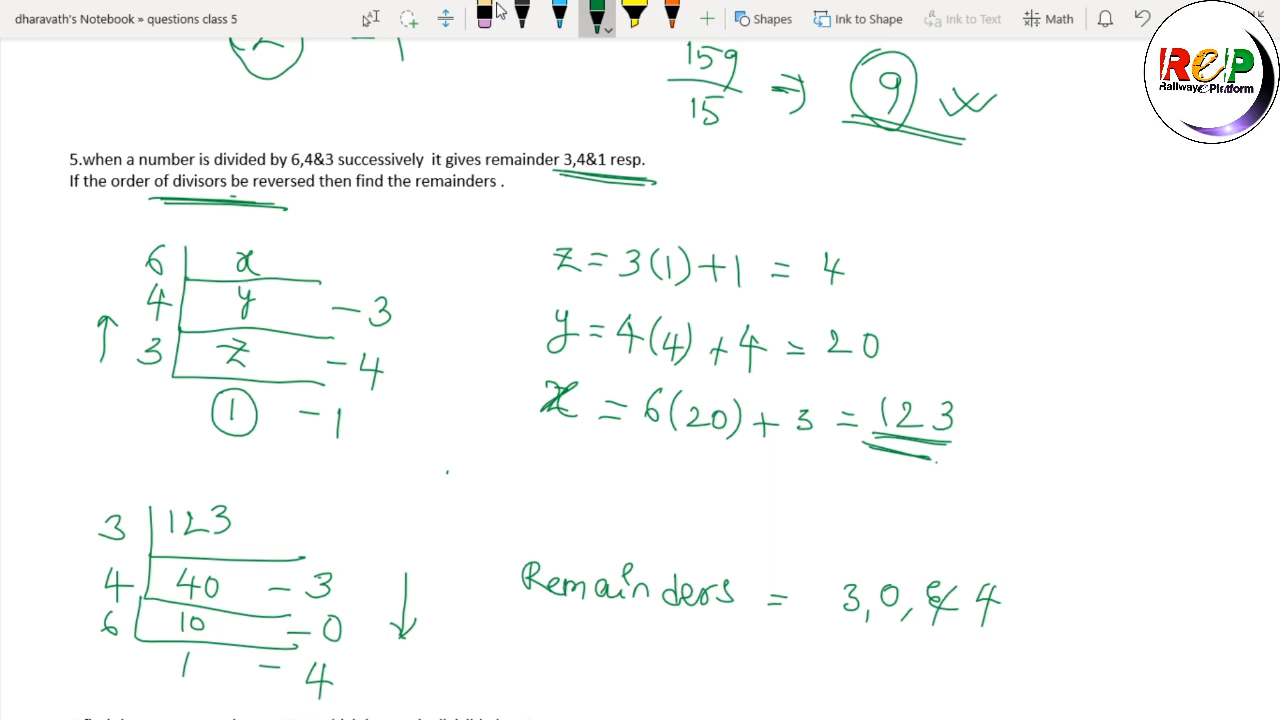 dharavath's Notebook » questions class 5
Shapes Ink to Shape Ink to Text Math
REP
Railways Platform
159
15 => 9
5.when a number is divided by 6,4&3 successively it gives remainder 3,4&1 resp.
If the order of divisors be reversed then find the remainders .
6 x
4 y - 3
3 z - 4
1 - 1
z = 3(1)+1 = 4
y = 4(4) + 4 = 20
x = 6(20) + 3 = 123
3 123
4 40 - 3
6 10 - 0
1 - 4
Remainders = 3,0, & 4